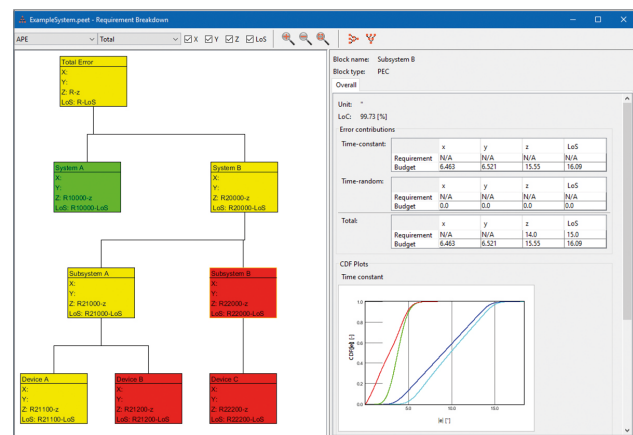 ExampleSystem.peet - Requirement Breakdown
APE Total X Y Z LoS
Total Error
X:
Y:
Z: R-z
LoS: R-LoS
System A
X:
Y:
Z: R10000-z
LoS: R10000-LoS
System B
X:
Y:
Z: R20000-z
LoS: R20000-LoS
Subsystem A
X:
Y:
Z: R21000-z
LoS: R21000-LoS
Subsystem B
X:
Y:
Z: R22000-z
LoS: R22000-LoS
Device A
X:
Y:
Z: R21100-z
LoS: R21100-LoS
Device B
X:
Y:
Z: R21200-z
LoS: R21200-LoS
Device C
X:
Y:
Z: R22200-z
LoS: R22200-LoS
Block name: Subsystem B
Block type: PEC
Overall
Unit: "
LoC: 99.73 [%]
Error contributions
Time-constant:
x y z LoS
Requirement N/A N/A N/A N/A
Budget 6.463 6.521 15.55 16.09
Time-random:
x y z LoS
Requirement N/A N/A N/A N/A
Budget 0.0 0.0 0.0 0.0
Total:
x y z LoS
Requirement N/A N/A 14.0 15.0
Budget 6.463 6.521 15.55 16.09
CDF Plots
Time constant
1.0
0.8
0.6
0.4
0.2
0.0
5.0 10.0 15.0
|e| ["]